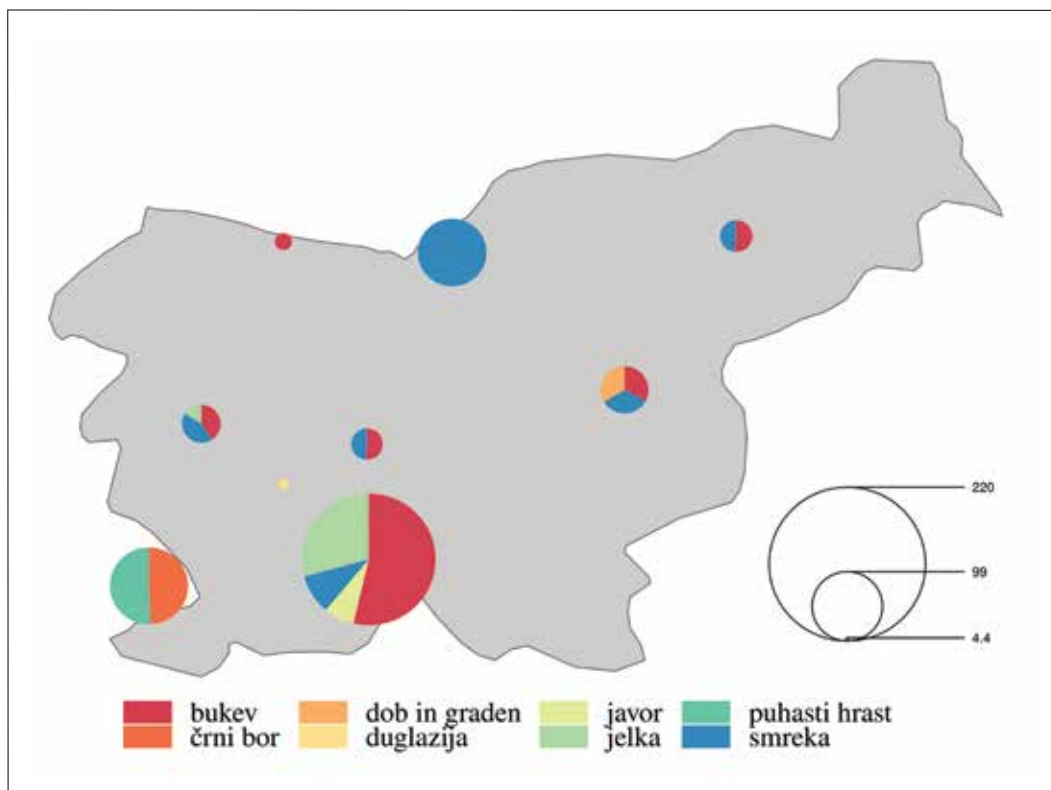 220
99
4.4
bukev dob in graden javor puhasti hrast
črni bor duglazija jelka smreka